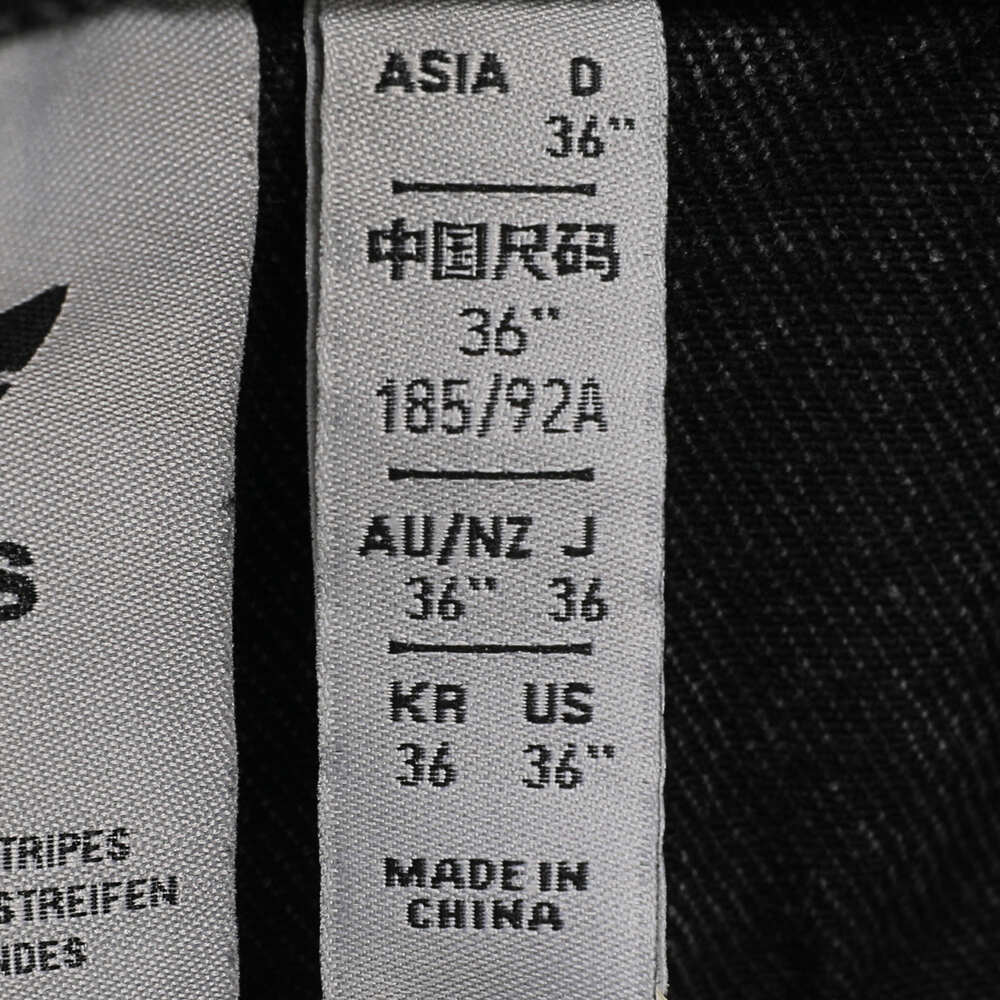 ASIA D
36"
中国尺码
36"
185/92A
AU/NZ J
36" 36
KR US
36 36"
MADE IN
CHINA
S
TRIPES
STREIFEN
NDES